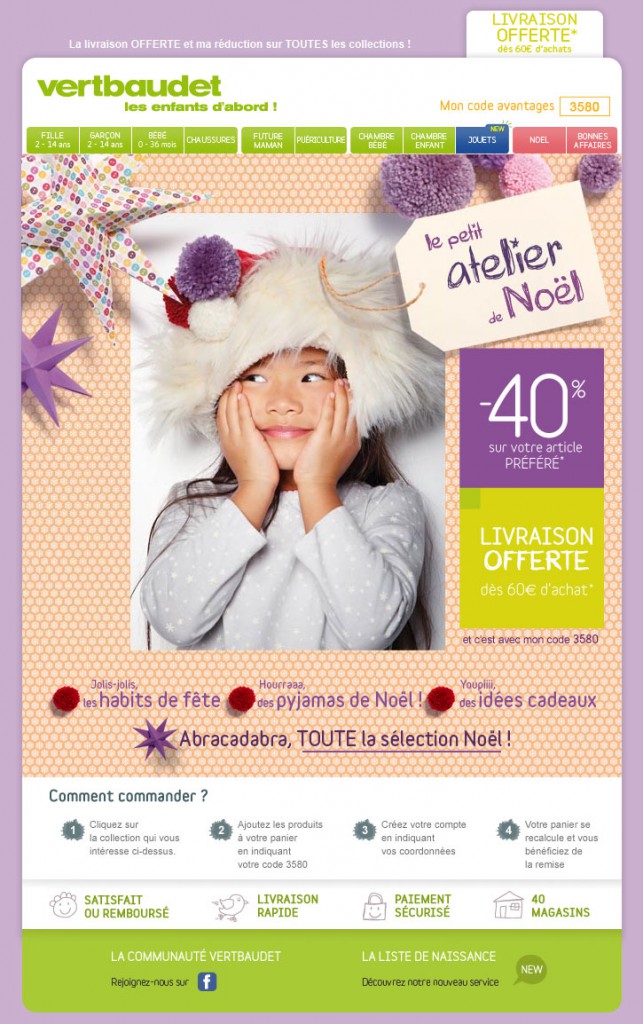 La livraison OFFERTE et ma réduction sur TOUTES les collections !
LIVRAISON
OFFERTE*
dès 60€ d'achats
vertbaudet
les enfants d'abord !
Mon code avantages 3580
FILLE
2 - 14 ans
GARÇON
2 - 14 ans
BÉBÉ
0 - 36 mois
CHAUSSURES
FUTURE
MAMAN
PUÉRICULTURE
CHAMBRE
BÉBÉ
CHAMBRE
ENFANT
NEW
JOUETS
NOEL
BONNES
AFFAIRES
le petit
atelier
de Noël
-40%
sur votre article
PRÉFÉRÉ*
LIVRAISON
OFFERTE
dès 60€ d'achat*
et c'est avec mon code 3580
Jolis-jolis,
les habits de fête
Hourraaa,
des pyjamas de Noël !
Youpiiii,
des idées cadeaux
Abracadabra, TOUTE la sélection Noël !
Comment commander ?
1
Cliquez sur
la collection qui vous
intéresse ci-dessus.
2
Ajoutez les produits
à votre panier
en indiquant
votre code 3580
3
Créez votre compte
en indiquant
vos coordonnées
4
Votre panier se
recalcule et vous
bénéficiez de
la remise
SATISFAIT
OU REMBOURSÉ
LIVRAISON
RAPIDE
PAIEMENT
SÉCURISÉ
40
MAGASINS
LA COMMUNAUTÉ VERTBAUDET
Rejoignez-nous sur f
LA LISTE DE NAISSANCE
Découvrez notre nouveau service
NEW